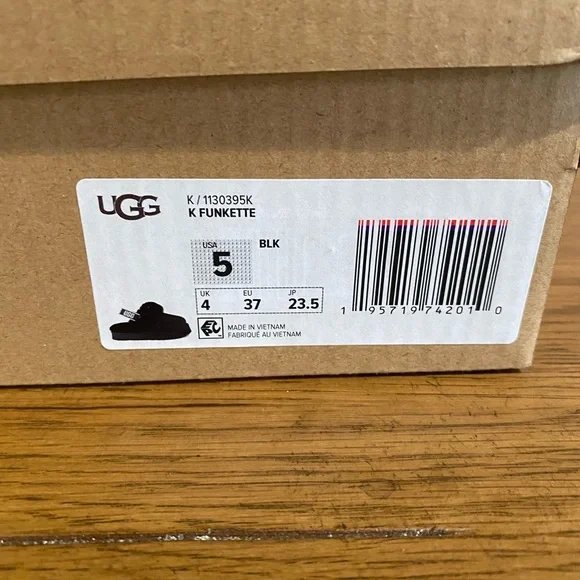 UGG
K / 1130395K
K FUNKETTE
USA
5
BLK
UK EU JP
4 37 23.5
MADE IN VIETNAM
FABRIQUÉ AU VIETNAM
1 95719 74201 0